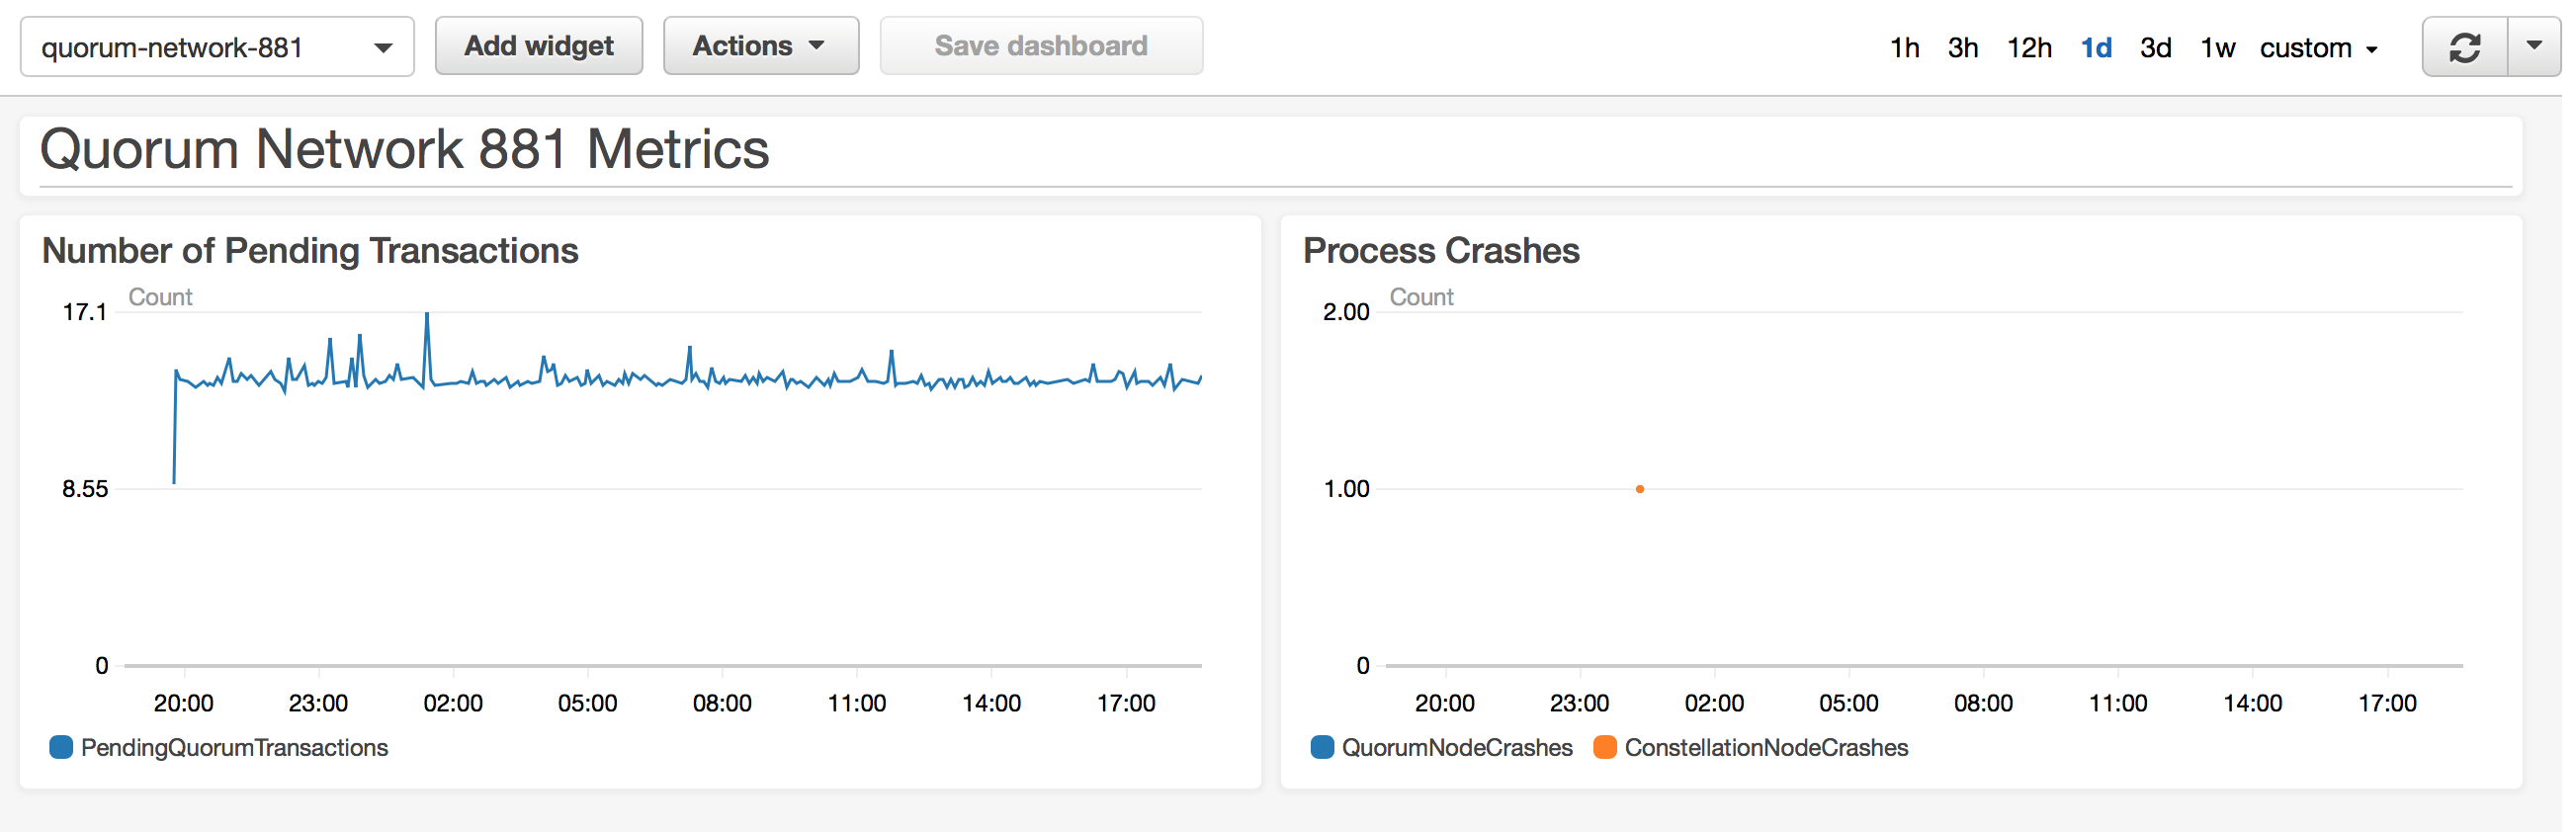 quorum-network-881 Add widget Actions Save dashboard 1h 3h 12h 1d 3d 1w custom
Quorum Network 881 Metrics
Number of Pending Transactions
Count
17.1
8.55
0
20:00 23:00 02:00 05:00 08:00 11:00 14:00 17:00
PendingQuorumTransactions
Process Crashes
Count
2.00
1.00
0
20:00 23:00 02:00 05:00 08:00 11:00 14:00 17:00
QuorumNodeCrashes ConstellationNodeCrashes